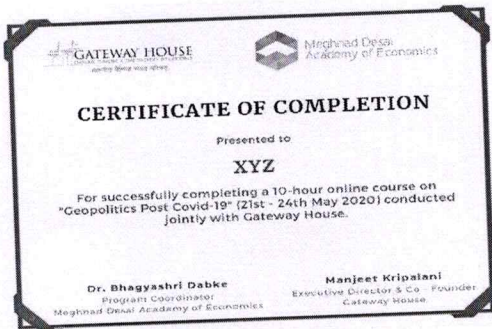 GATEWAY HOUSE
Meghnad Desai
Academy of Economics
CERTIFICATE OF COMPLETION
Presented to
XYZ
For successfully completing a 10-hour online course on
"Geopolitics Post Covid-19" (21st - 24th May 2020) conducted
jointly with Gateway House.
Dr. Bhagyashri Dabke
Program Coordinator
Meghnad Desai Academy of Economics
Manjeet Kripalani
Executive Director & Co - Founder
Gateway House